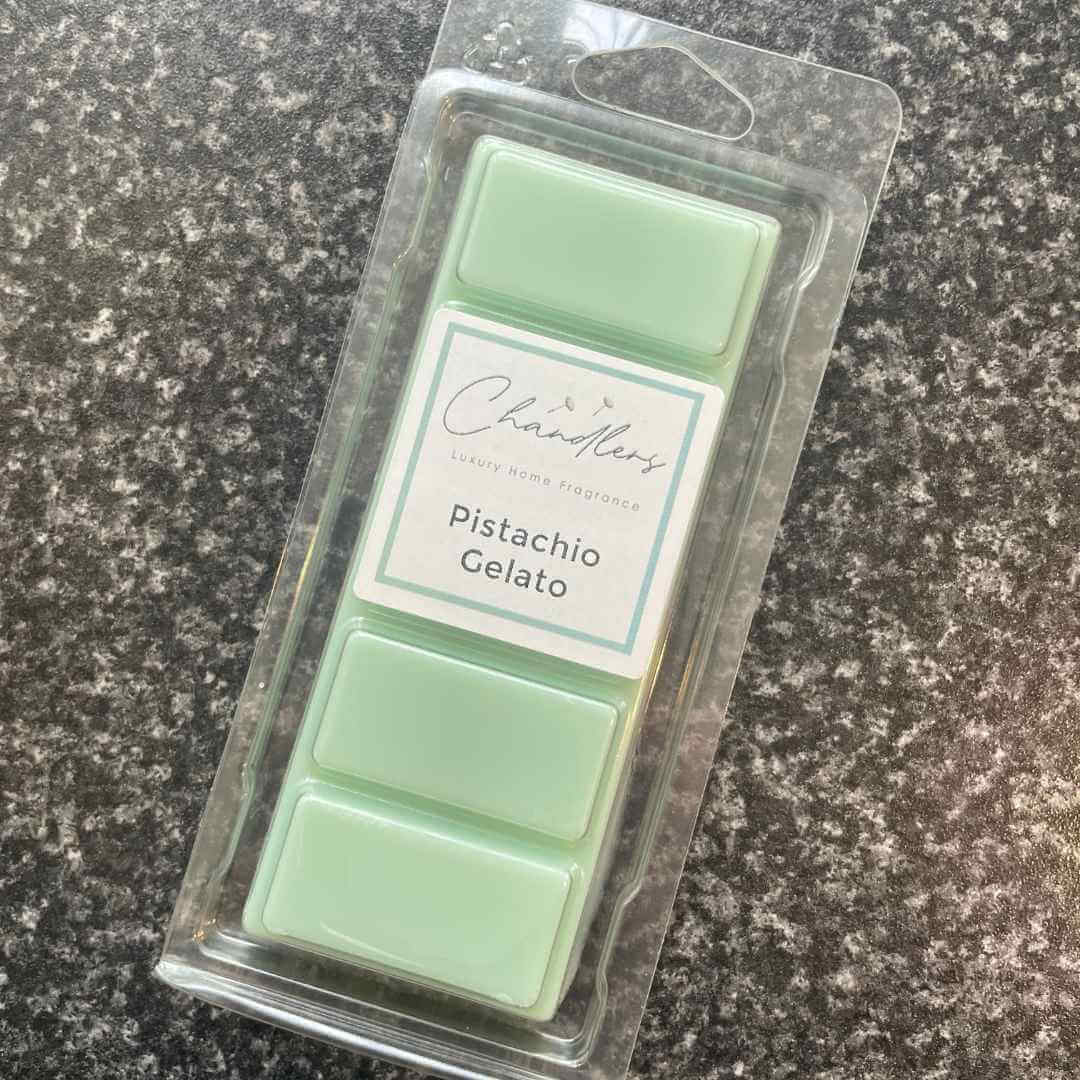 Chandlers
Luxury Home Fragrance
Pistachio
Gelato